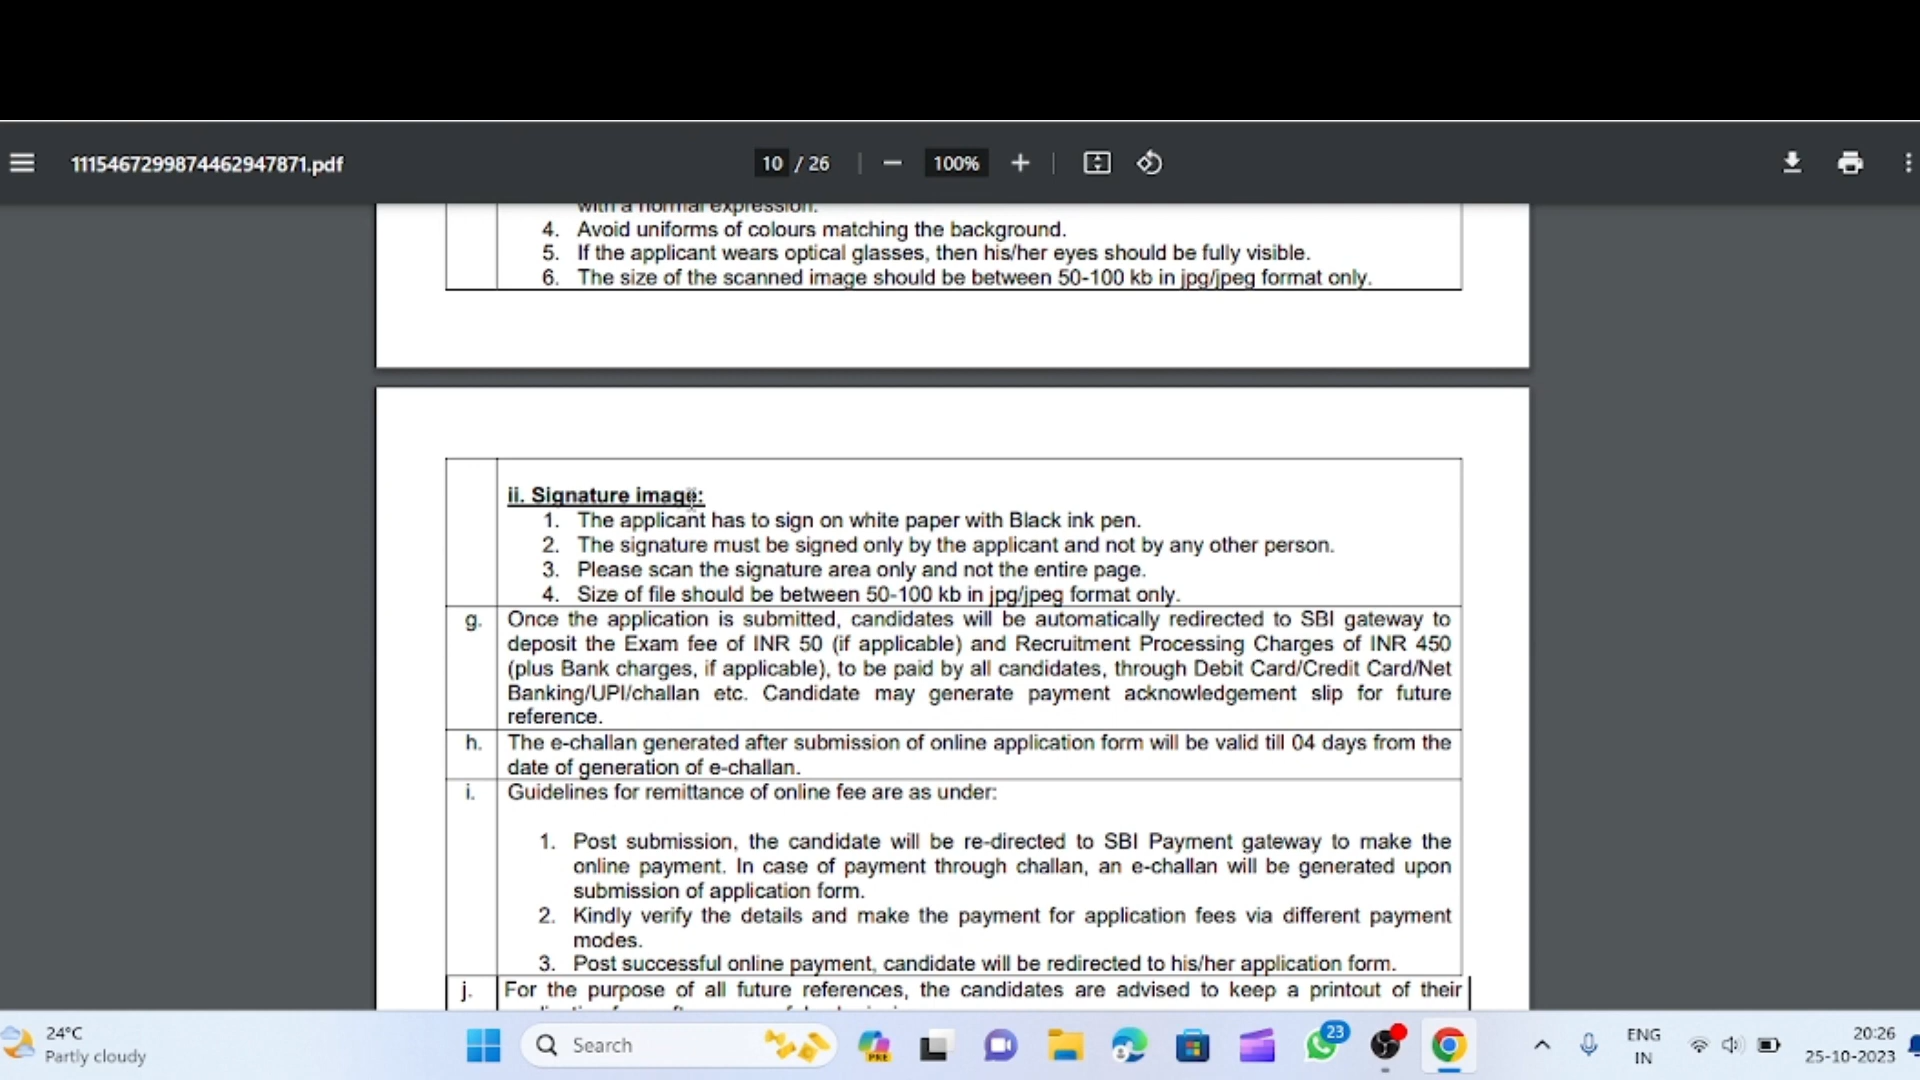 1115467299874462947871.pdf
10 / 26
100%
with a normal expression.
4. Avoid uniforms of colours matching the background.
5. If the applicant wears optical glasses, then his/her eyes should be fully visible.
6. The size of the scanned image should be between 50-100 kb in jpg/jpeg format only.
ii. Signature image:
1. The applicant has to sign on white paper with Black ink pen.
2. The signature must be signed only by the applicant and not by any other person.
3. Please scan the signature area only and not the entire page.
4. Size of file should be between 50-100 kb in jpg/jpeg format only.
g. Once the application is submitted, candidates will be automatically redirected to SBI gateway to
deposit the Exam fee of INR 50 (if applicable) and Recruitment Processing Charges of INR 450
(plus Bank charges, if applicable), to be paid by all candidates, through Debit Card/Credit Card/Net
Banking/UPI/challan etc. Candidate may generate payment acknowledgement slip for future
reference.
h. The e-challan generated after submission of online application form will be valid till 04 days from the
date of generation of e-challan.
i. Guidelines for remittance of online fee are as under:
1. Post submission, the candidate will be re-directed to SBI Payment gateway to make the
online payment. In case of payment through challan, an e-challan will be generated upon
submission of application form.
2. Kindly verify the details and make the payment for application fees via different payment
modes.
3. Post successful online payment, candidate will be redirected to his/her application form.
j. For the purpose of all future references, the candidates are advised to keep a printout of their
24°C
Partly cloudy
Search
PRE
23
ENG
IN
20:26
25-10-2023